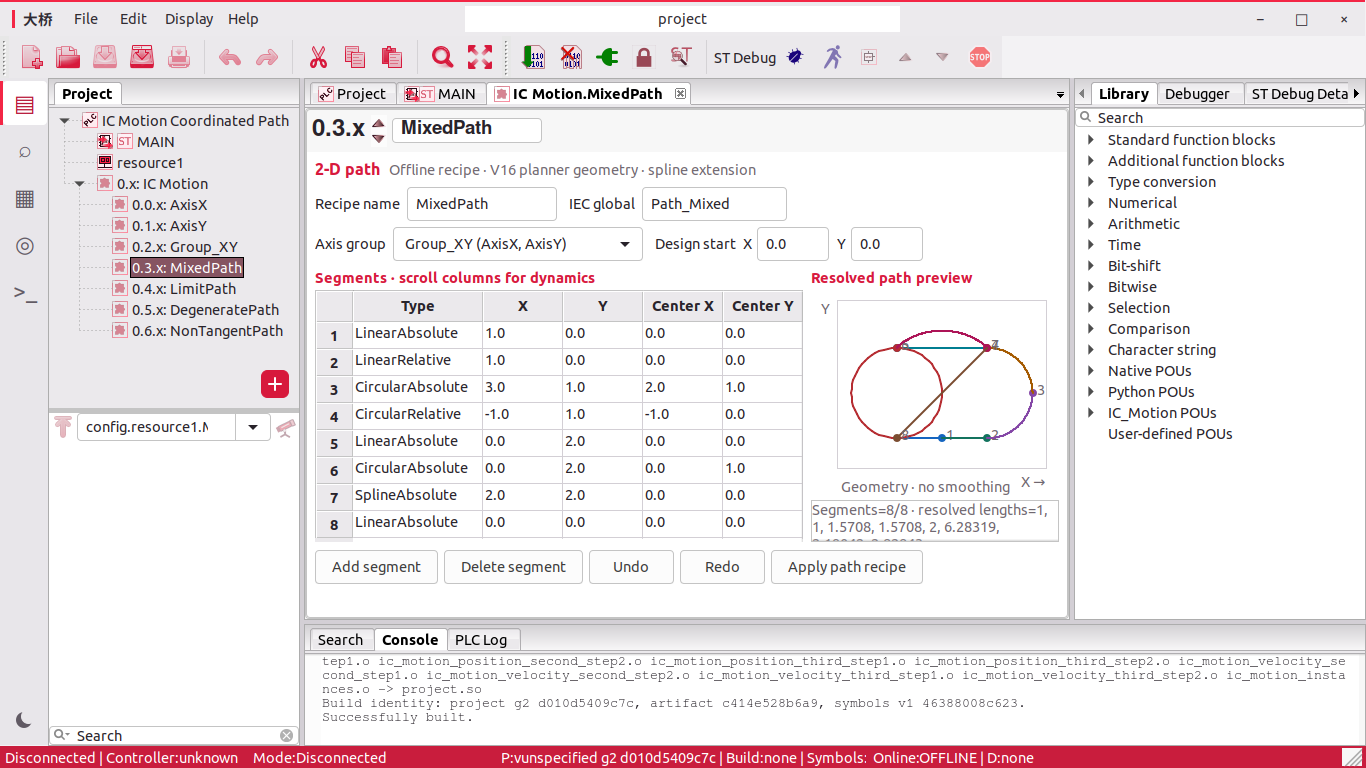 大桥 File Edit Display Help
project
ST Debug
STOP
Project
IC Motion Coordinated Path
ST MAIN
resource1
0.x: IC Motion
0.0.x: AxisX
0.1.x: AxisY
0.2.x: Group_XY
0.3.x: MixedPath
0.4.x: LimitPath
0.5.x: DegeneratePath
0.6.x: NonTangentPath
config.resource1.M
Search
Project ST MAIN IC Motion.MixedPath
0.3.x MixedPath
2-D path Offline recipe · V16 planner geometry · spline extension
Recipe name MixedPath IEC global Path_Mixed
Axis group Group_XY (AxisX, AxisY) Design start X 0.0 Y 0.0
Segments · scroll columns for dynamics
Type X Y Center X Center Y
1 LinearAbsolute 1.0 0.0 0.0 0.0
2 LinearRelative 1.0 0.0 0.0 0.0
3 CircularAbsolute 3.0 1.0 2.0 1.0
4 CircularRelative -1.0 1.0 -1.0 0.0
5 LinearAbsolute 0.0 2.0 0.0 0.0
6 CircularAbsolute 0.0 2.0 0.0 1.0
7 SplineAbsolute 2.0 2.0 0.0 0.0
8 LinearAbsolute 0.0 0.0 0.0 0.0
Resolved path preview
Y
3
1 2
X →
Geometry · no smoothing
Segments=8/8 · resolved lengths=1,
1, 1.5708, 1.5708, 2, 6.28319,
Add segment Delete segment Undo Redo Apply path recipe
Library Debugger ST Debug Deta
Search
Standard function blocks
Additional function blocks
Type conversion
Numerical
Arithmetic
Time
Bit-shift
Bitwise
Selection
Comparison
Character string
Native POUs
Python POUs
IC_Motion POUs
User-defined POUs
Search Console PLC Log
tep1.o ic_motion_position_second_step2.o ic_motion_position_third_step1.o ic_motion_position_third_step2.o ic_motion_velocity_se
cond_step1.o ic_motion_velocity_second_step2.o ic_motion_velocity_third_step1.o ic_motion_velocity_third_step2.o ic_motion_insta
nces.o -> project.so
Build identity: project g2 d010d5409c7c, artifact c414e528b6a9, symbols v1 46388008c623.
Successfully built.
Disconnected | Controller:unknown Mode:Disconnected P:vunspecified g2 d010d5409c7c | Build:none | Symbols: Online:OFFLINE | D:none